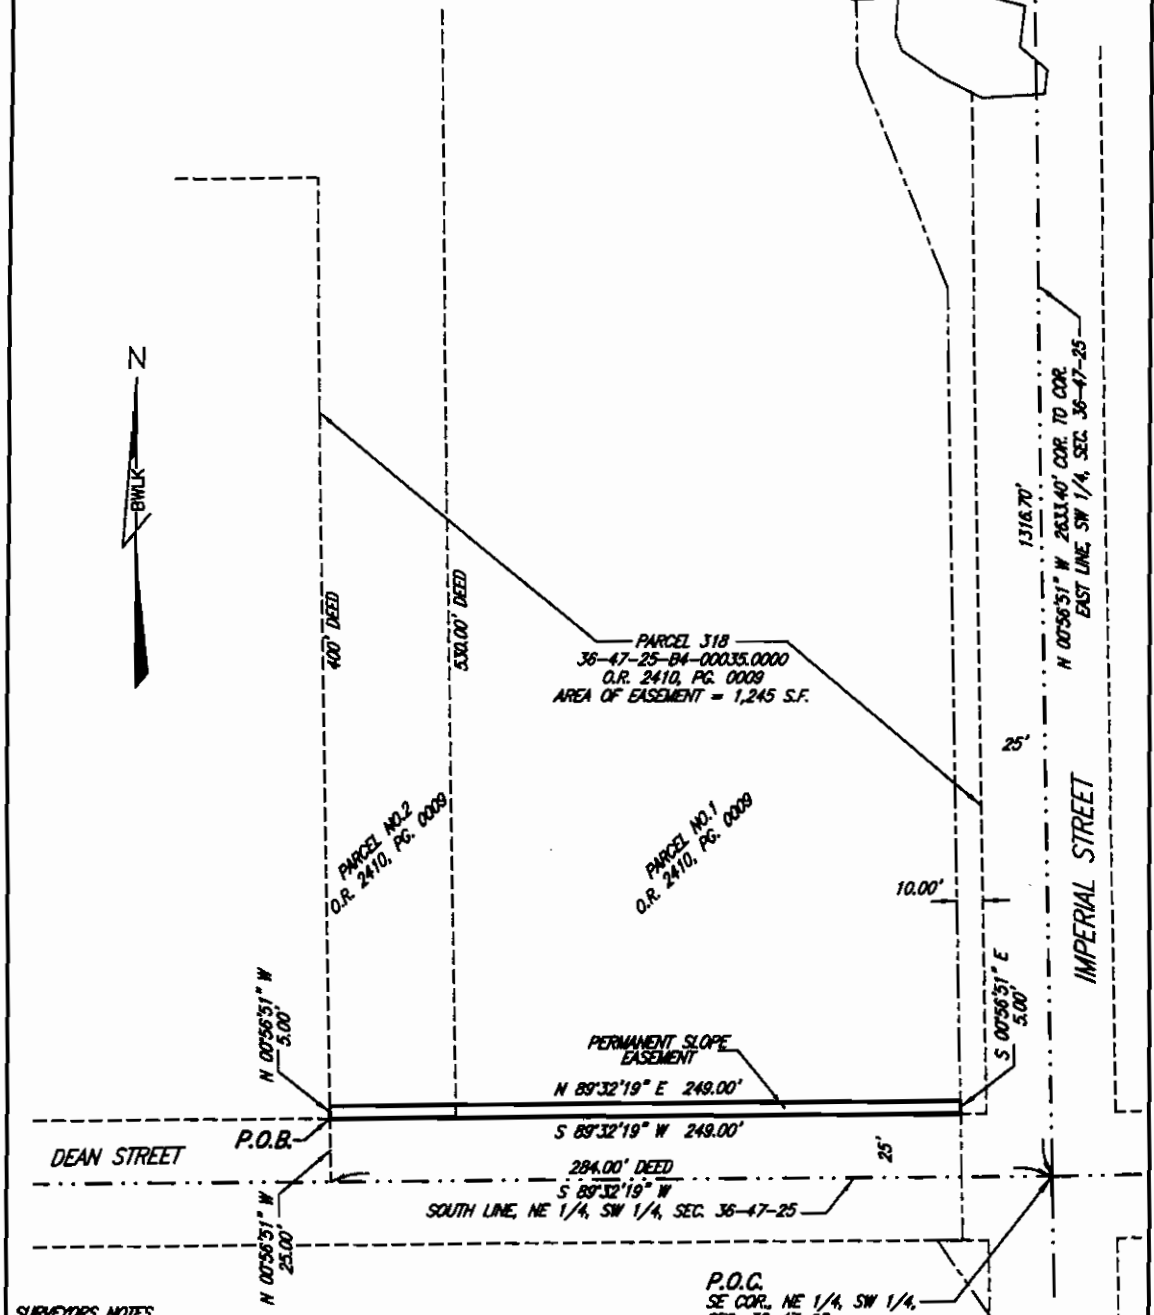 N
BWLK
1316.70'
N 00°56'51" W 2633.40' COR. TO COR.
EAST LINE, SW 1/4, SEC. 36-47-25
400' DEED
530.00' DEED
PARCEL 318
36-47-25-B4-00035.0000
O.R. 2410, PG. 0009
AREA OF EASEMENT = 1,245 S.F.
25'
IMPERIAL STREET
PARCEL NO.2
O.R. 2410, PG. 0009
PARCEL NO.1
O.R. 2410, PG. 0009
10.00'
N 00°56'51" W
5.00'
S 00°56'51" E
5.00'
PERMANENT SLOPE
EASEMENT
N 89°32'19" E 249.00'
P.O.B.
S 89°32'19" W 249.00'
DEAN STREET
25'
284.00' DEED
S 89°32'19" W
SOUTH LINE, NE 1/4, SW 1/4, SEC. 36-47-25
N 00°56'51" W
25.00'
P.O.C.
SE COR., NE 1/4, SW 1/4,
SURVEYORS NOTES